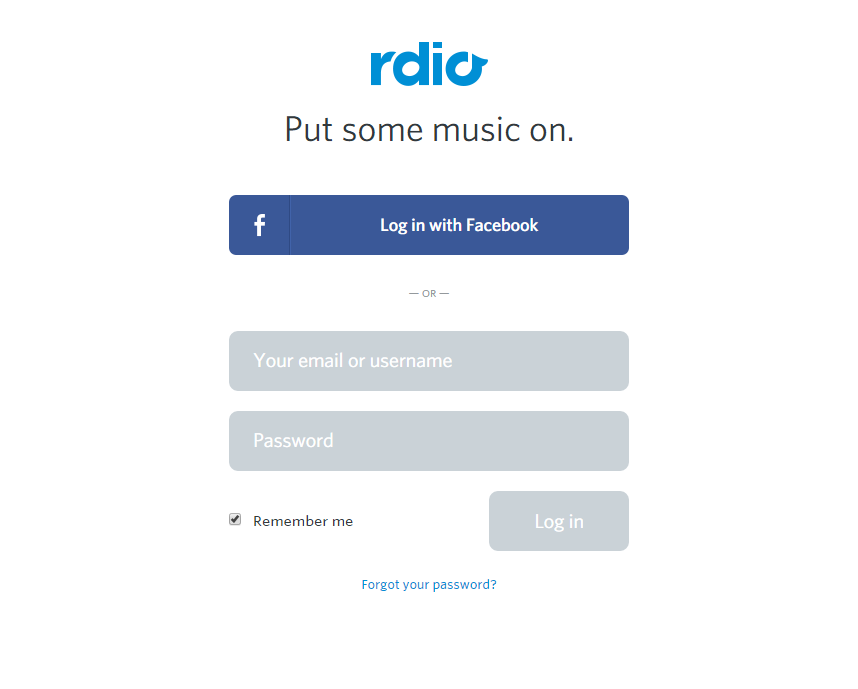 rdio
Put some music on.
f
Log in with Facebook
— OR —
Your email or username
Password
Remember me
Log in
Forgot your password?